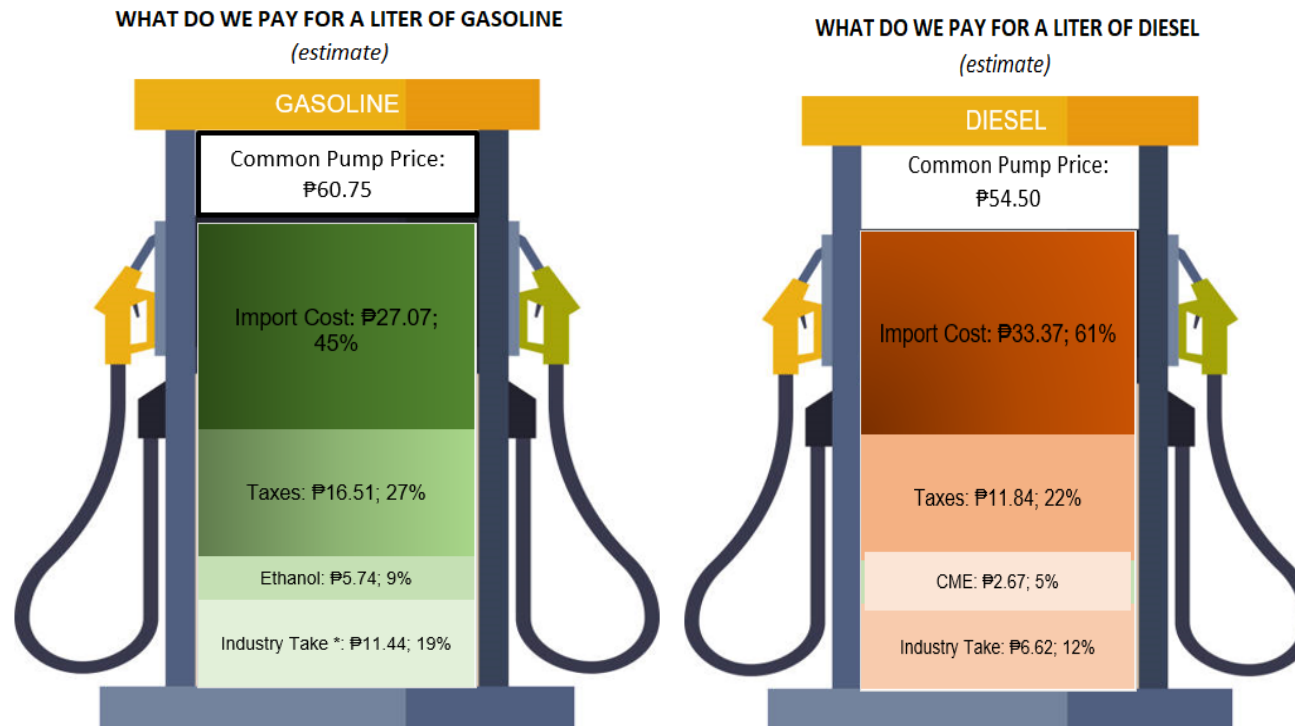 WHAT DO WE PAY FOR A LITER OF GASOLINE
(estimate)
GASOLINE
Common Pump Price:
₱60.75
Import Cost: ₱27.07;
45%
Taxes: ₱16.51; 27%
Ethanol: ₱5.74; 9%
Industry Take *: ₱11.44; 19%
WHAT DO WE PAY FOR A LITER OF DIESEL
(estimate)
DIESEL
Common Pump Price:
₱54.50
Import Cost: ₱33.37; 61%
Taxes: ₱11.84; 22%
CME: ₱2.67; 5%
Industry Take: ₱6.62; 12%